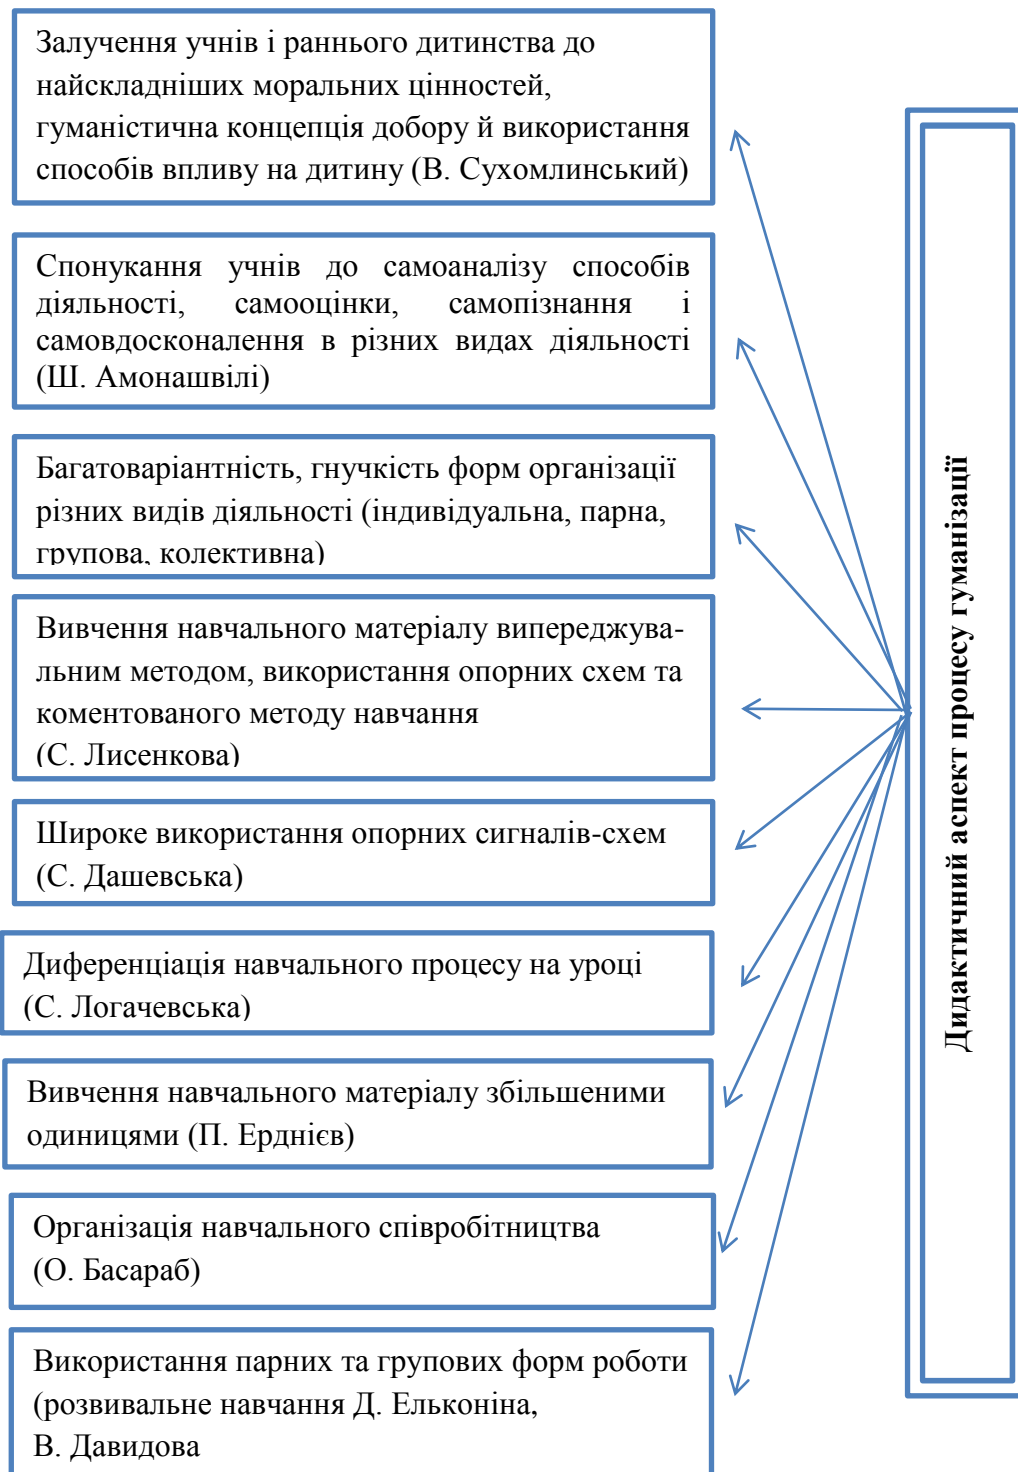 Залучення учнів і раннього дитинства до
найскладніших моральних цінностей,
гуманістична концепція добору й використання
способів впливу на дитину (В. Сухомлинський)
Спонукання учнів до самоаналізу способів
діяльності, самооцінки, самопізнання і
самовдосконалення в різних видах діяльності
(Ш. Амонашвілі)
Багатоваріантність, гнучкість форм організації
різних видів діяльності (індивідуальна, парна,
групова, колективна)
Вивчення навчального матеріалу випереджува-
льним методом, використання опорних схем та
коментованого методу навчання
(С. Лисенкова)
Широке використання опорних сигналів-схем
(С. Дашевська)
Диференціація навчального процесу на уроці
(С. Логачевська)
Вивчення навчального матеріалу збільшеними
одиницями (П. Ерднієв)
Організація навчального співробітництва
(О. Басараб)
Використання парних та групових форм роботи
(розвивальне навчання Д. Ельконіна,
В. Давидова
Дидактичний аспект процесу гуманізації